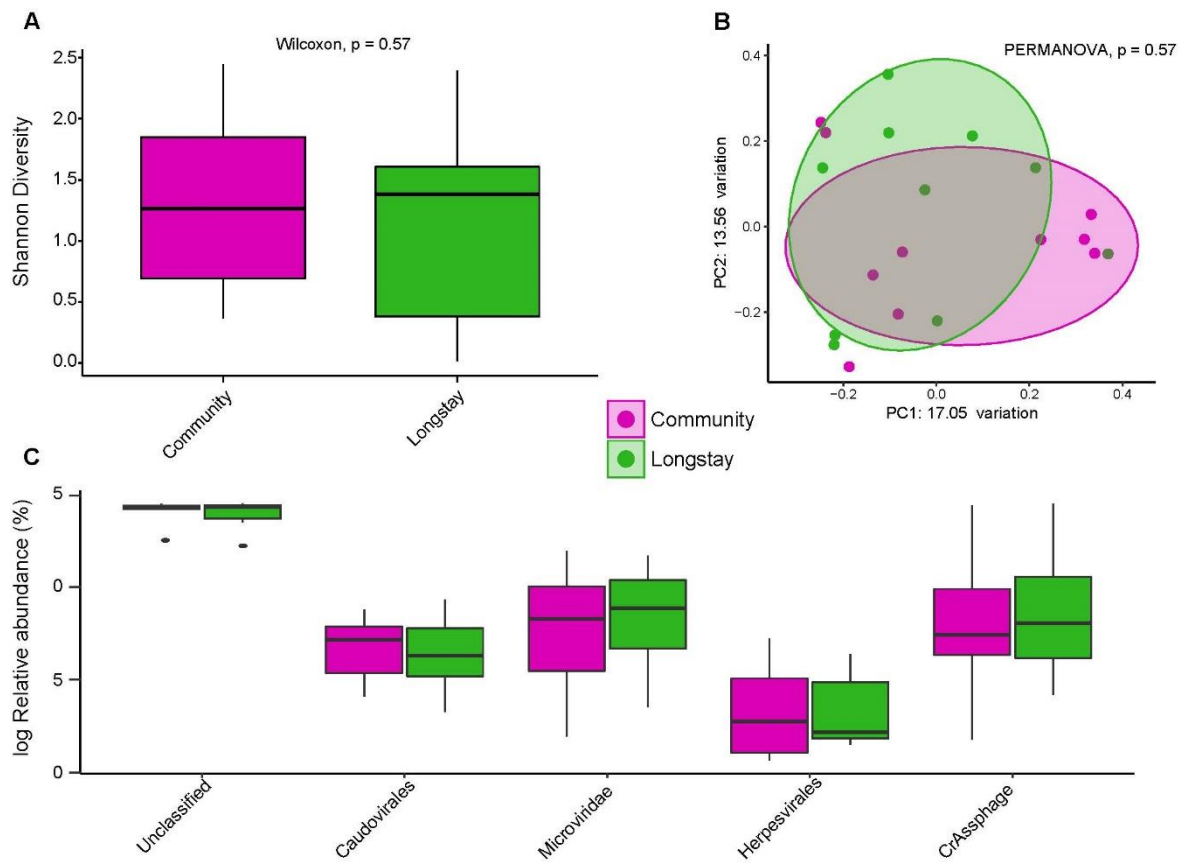 A
Wilcoxon, p = 0.57
Shannon Diversity
2.5
2.0
1.5
1.0
0.5
0.0
Community
Longstay
B
PERMANOVA, p = 0.57
PC2: 13.56 variation
0.4
0.2
0.0
−0.2
−0.2
0.0
0.2
0.4
PC1: 17.05 variation
Community
Longstay
C
log Relative abundance (%)
5
0
5
0
Unclassified
Caudovirales
Microviridae
Herpesvirales
CrAssphage